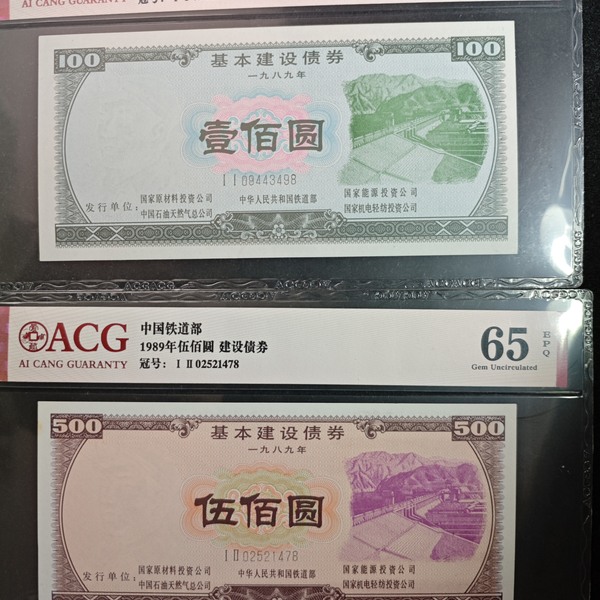 AI CANG GUARANTY
冠号:
100
基本建设债券
100
一九八九年
壹佰圆
I I 09443498
发行单位:
国家原材料投资公司
中国石油天然气总公司
中华人民共和国铁道部
国家能源投资公司
国家机电轻纺投资公司
ACG
中国铁道部
1989年伍佰圆 建设债券
冠号: I II 02521478
AI CANG GUARANTY
65
EPQ
Gem Uncirculated
500
基本建设债券
500
一九八九年
伍佰圆
I II 02521478
发行单位:
国家原材料投资公司
中国石油天然气总公司
中华人民共和国铁道部
国家能源投资公司
国家机电轻纺投资公司